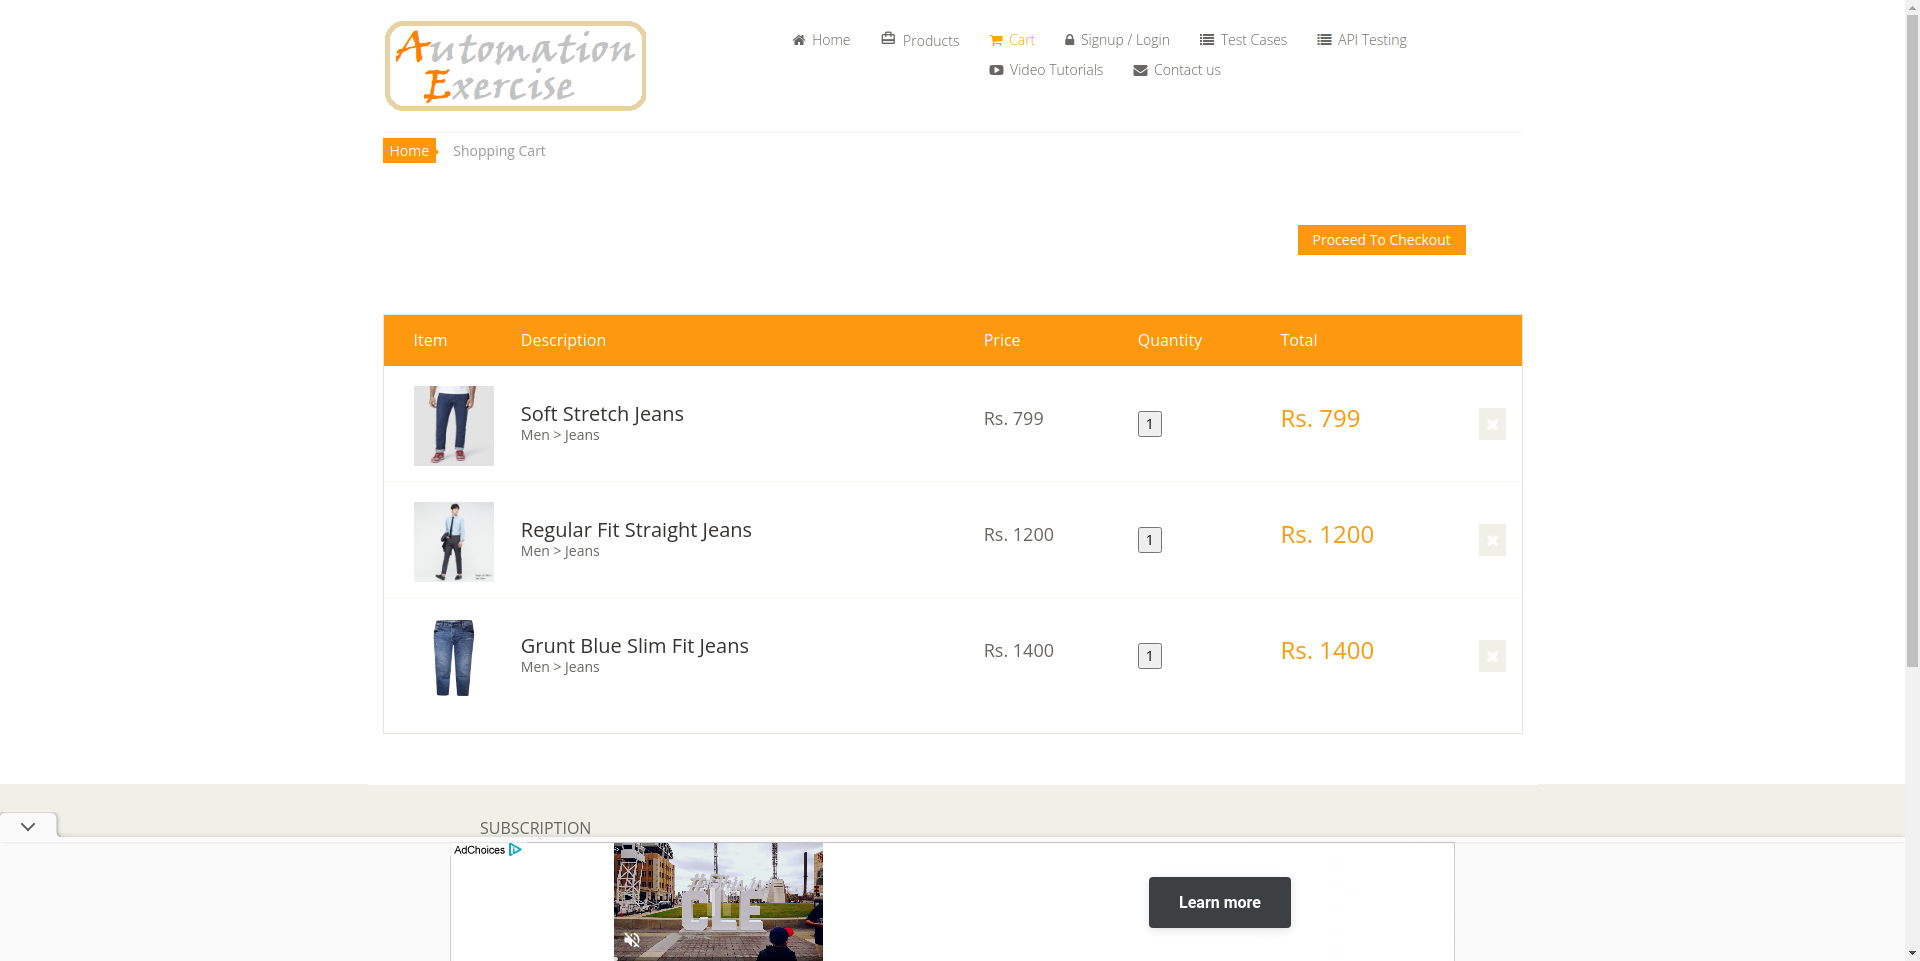 Automation
Exercise
Home
Products
Cart
Signup / Login
Test Cases
API Testing
Video Tutorials
Contact us
Home
Shopping Cart
Proceed To Checkout
Item Description Price Quantity Total
Soft Stretch Jeans
Men > Jeans
Rs. 799
1
Rs. 799
Regular Fit Straight Jeans
Men > Jeans
Rs. 1200
1
Rs. 1200
Grunt Blue Slim Fit Jeans
Men > Jeans
Rs. 1400
1
Rs. 1400
SUBSCRIPTION
AdChoices
CLE
Learn more